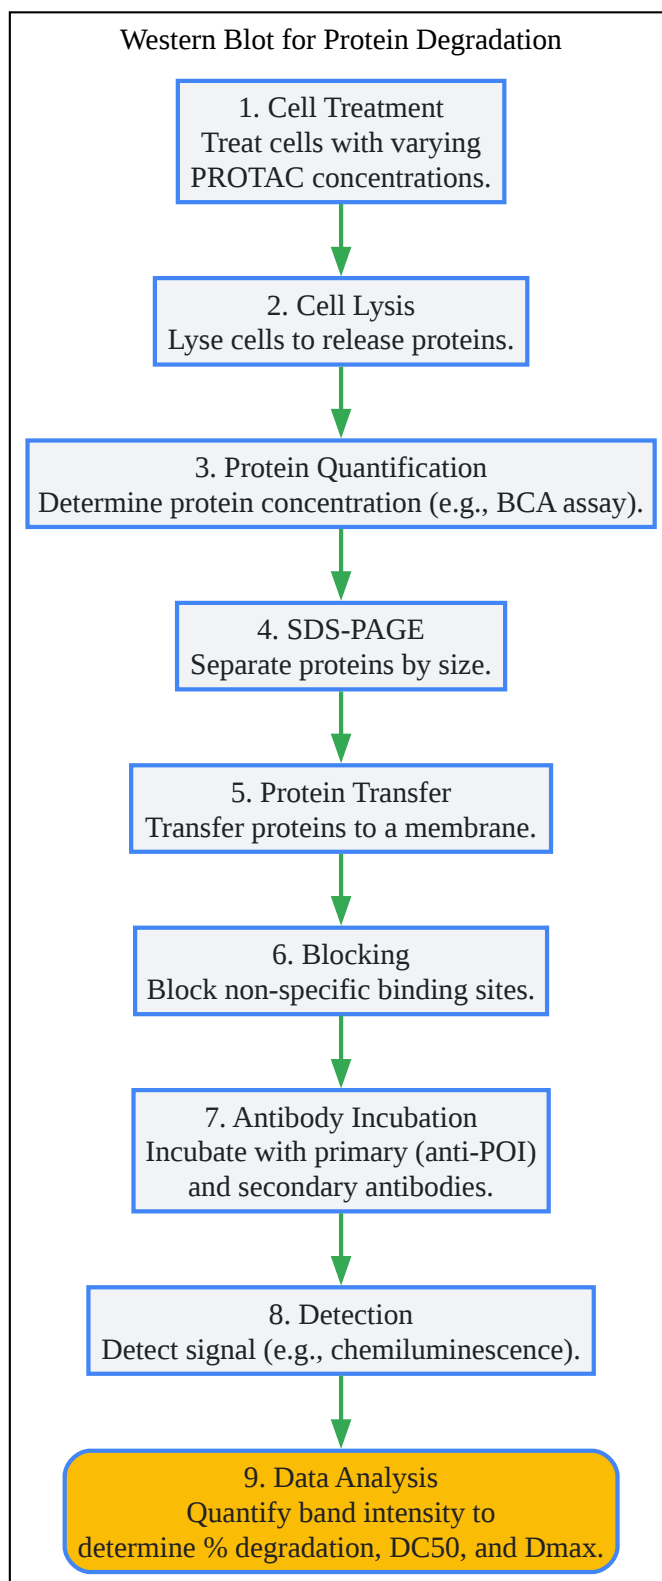 Western Blot for Protein Degradation
1. Cell Treatment
Treat cells with varying
PROTAC concentrations.
2. Cell Lysis
Lyse cells to release proteins.
3. Protein Quantification
Determine protein concentration (e.g., BCA assay).
4. SDS-PAGE
Separate proteins by size.
5. Protein Transfer
Transfer proteins to a membrane.
6. Blocking
Block non-specific binding sites.
7. Antibody Incubation
Incubate with primary (anti-POI)
and secondary antibodies.
8. Detection
Detect signal (e.g., chemiluminescence).
9. Data Analysis
Quantify band intensity to
determine % degradation, DC50, and Dmax.